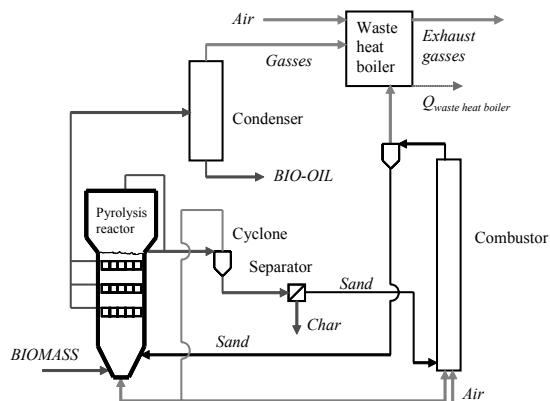 Air
Waste
heat
boiler
Exhaust
gasses
Gasses
Q waste heat boiler
Condenser
BIO-OIL
Pyrolysis
reactor
Cyclone
Combustor
Separator
Sand
Char
Sand
BIOMASS
Air